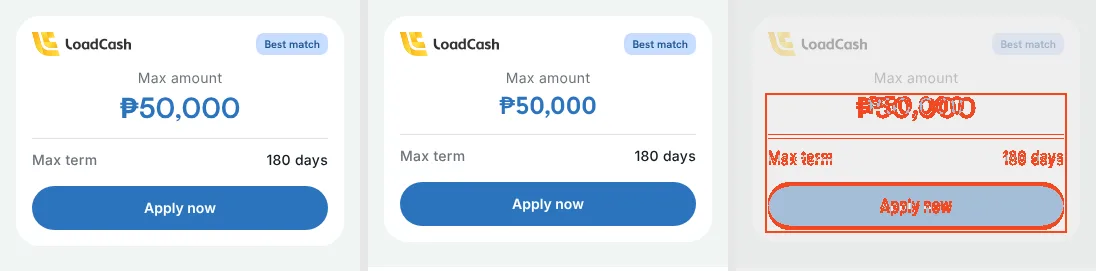 LoadCash Best match
Max amount
₱50,000
Max term 180 days
Apply now
LoadCash Best match
Max amount
₱50,000
Max term 180 days
Apply now
LoadCash Best match
Max amount
Max term 180 days
Apply now